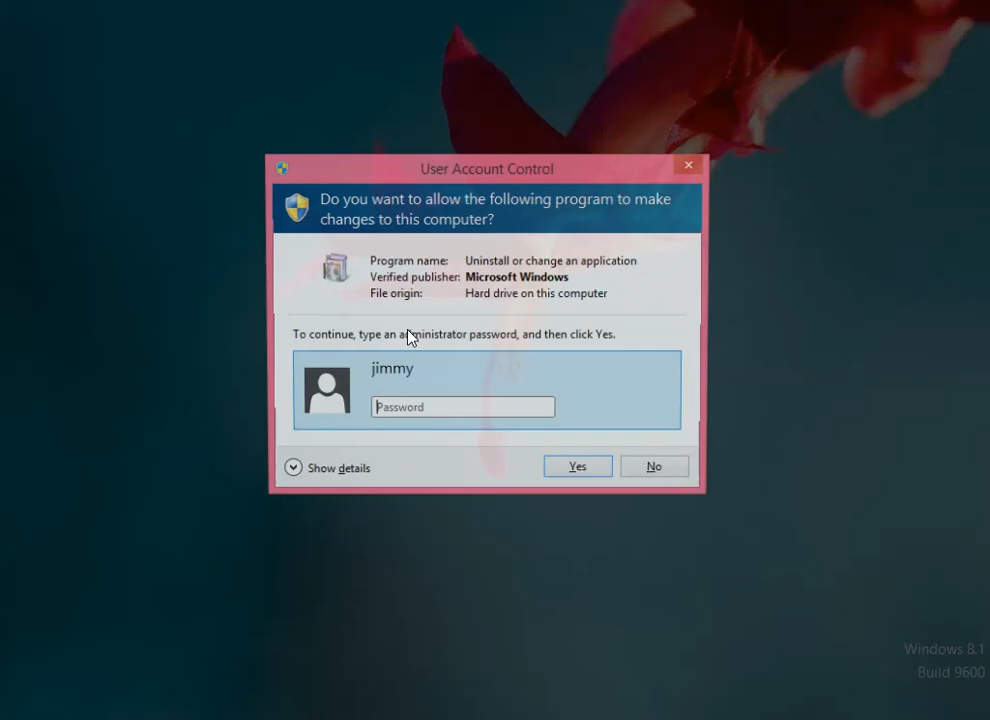 User Account Control
Do you want to allow the following program to make
changes to this computer?
Program name: Uninstall or change an application
Verified publisher: Microsoft Windows
File origin: Hard drive on this computer
To continue, type an administrator password, and then click Yes.
jimmy
Password
Show details
Yes
No
Windows 8.1
Build 9600